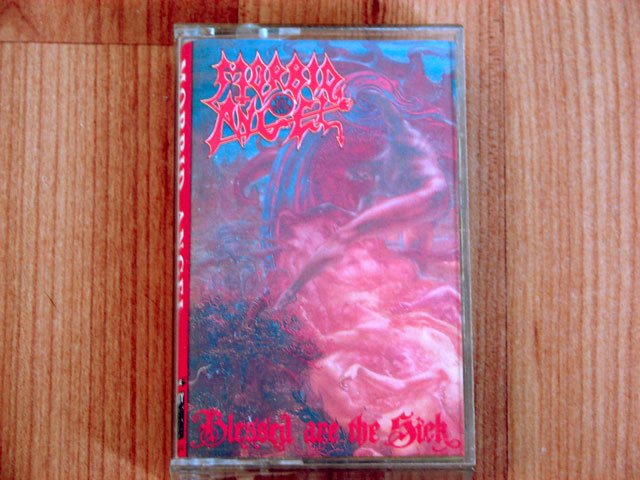 MORBID
ANGEL
MORBID ANGEL
Blessed are the Sick